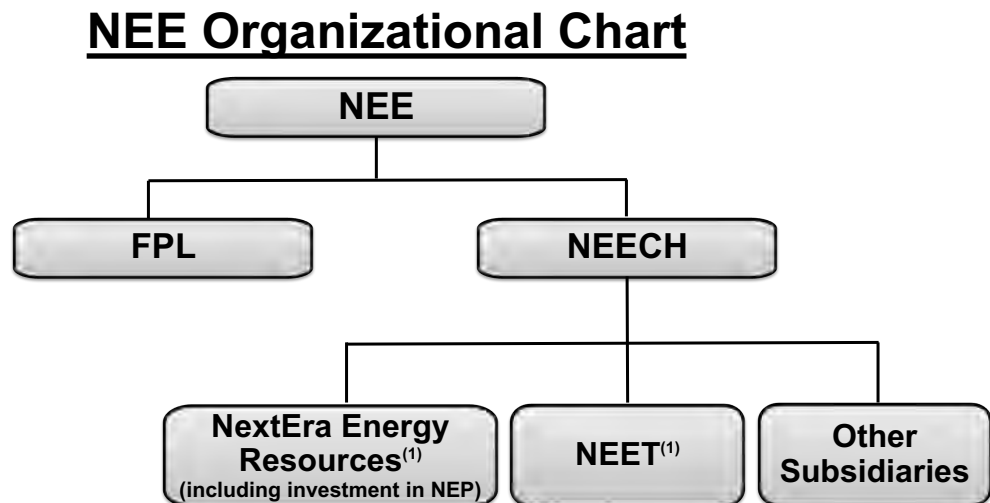 NEE Organizational Chart
NEE
FPL
NEECH
NextEra Energy
Resources(1)
(including investment in NEP)
NEET(1)
Other
Subsidiaries